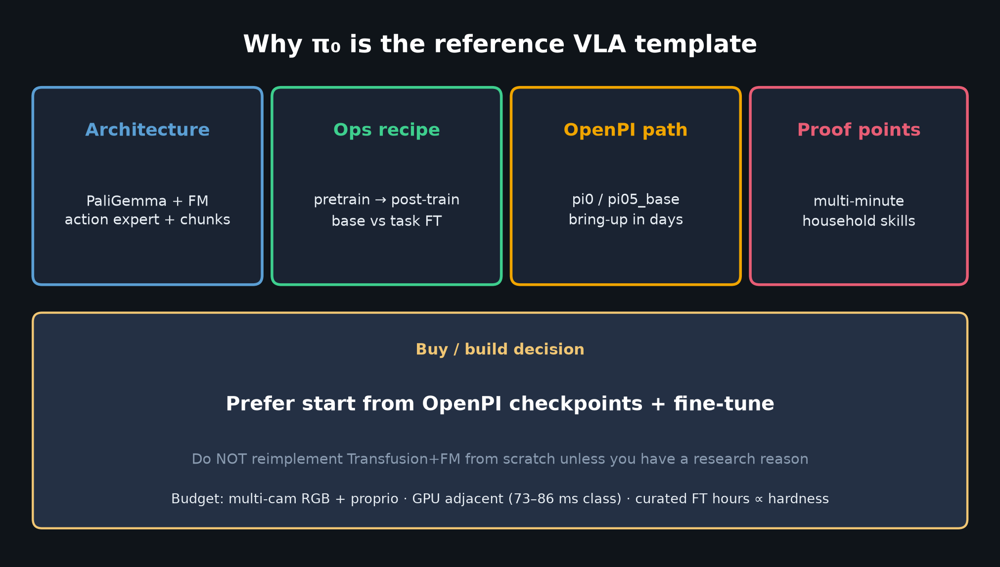 Why π₀ is the reference VLA template
Architecture
PaliGemma + FM
action expert + chunks
Ops recipe
pretrain → post-train
base vs task FT
OpenPI path
pi0 / pi05_base
bring-up in days
Proof points
multi-minute
household skills
Buy / build decision
Prefer start from OpenPI checkpoints + fine-tune
Do NOT reimplement Transfusion+FM from scratch unless you have a research reason
Budget: multi-cam RGB + proprio · GPU adjacent (73–86 ms class) · curated FT hours ∝ hardness